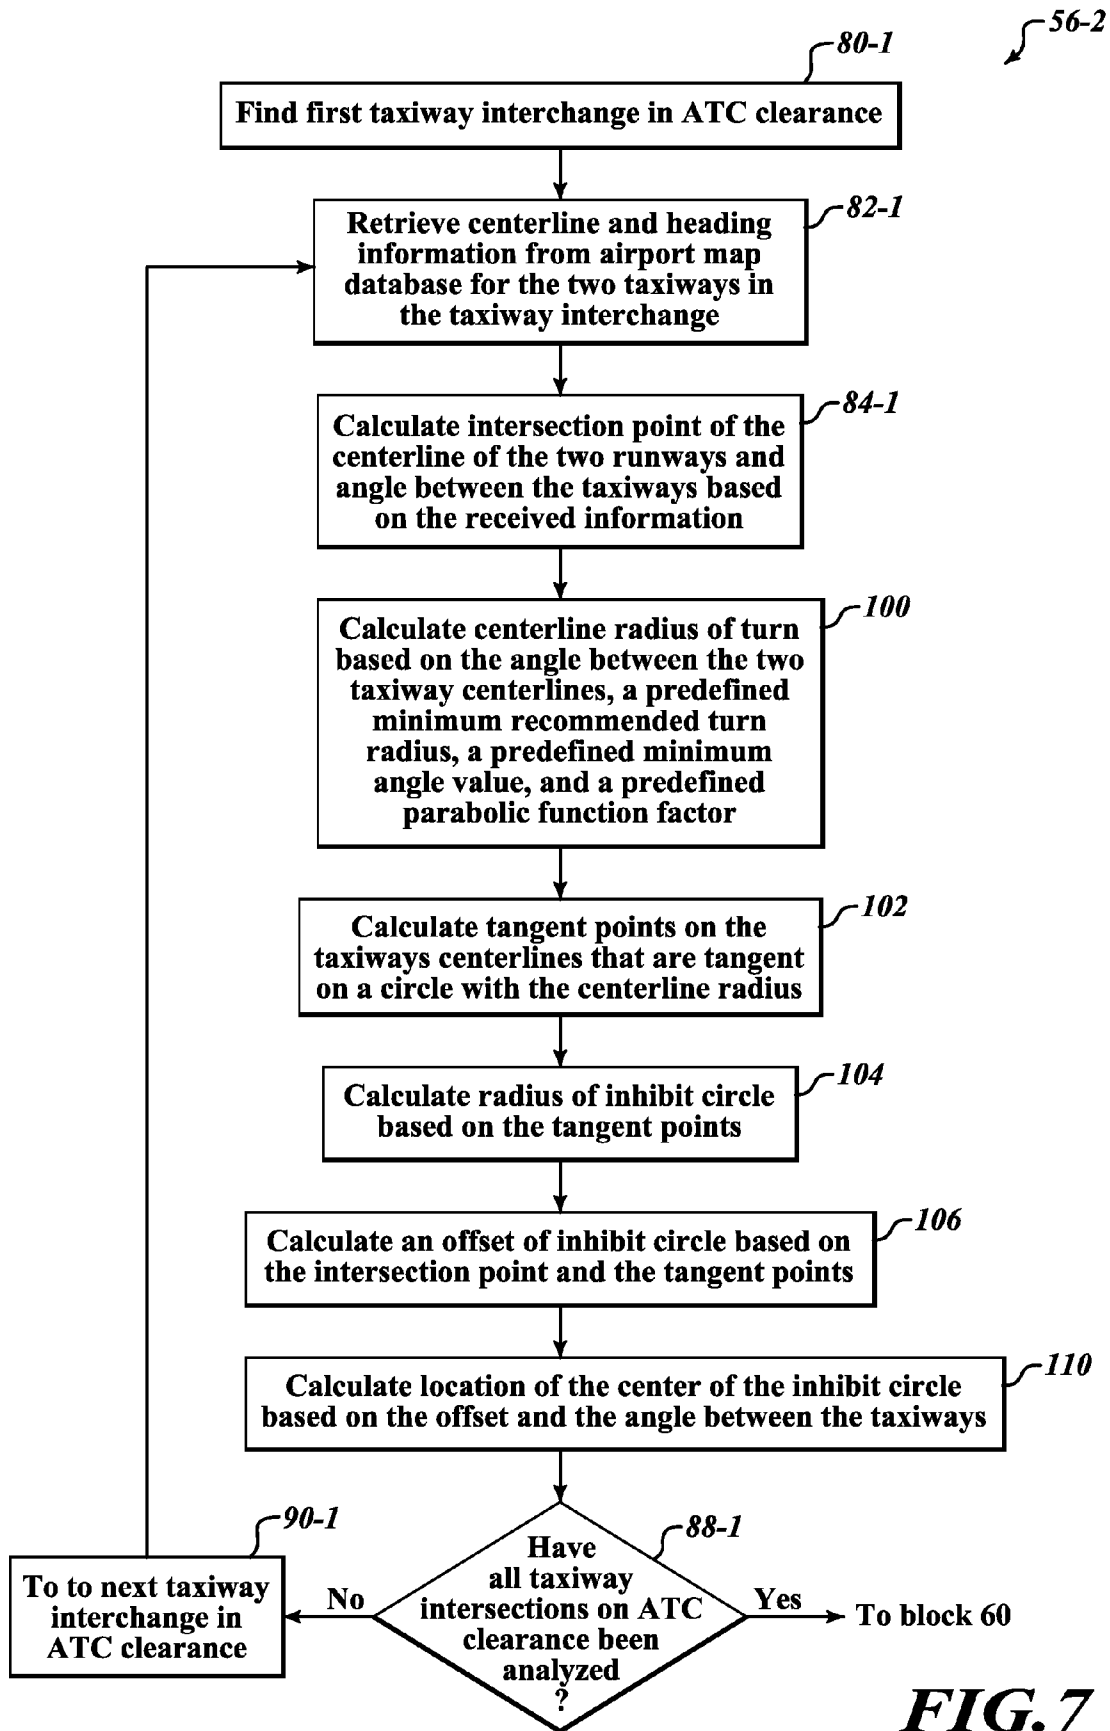 56-2
80-1
Find first taxiway interchange in ATC clearance
82-1
Retrieve centerline and heading
information from airport map
database for the two taxiways in
the taxiway interchange
84-1
Calculate intersection point of the
centerline of the two runways and
angle between the taxiways based
on the received information
100
Calculate centerline radius of turn
based on the angle between the two
taxiway centerlines, a predefined
minimum recommended turn
radius, a predefined minimum
angle value, and a predefined
parabolic function factor
102
Calculate tangent points on the
taxiways centerlines that are tangent
on a circle with the centerline radius
104
Calculate radius of inhibit circle
based on the tangent points
106
Calculate an offset of inhibit circle based on
the intersection point and the tangent points
110
Calculate location of the center of the inhibit circle
based on the offset and the angle between the taxiways
88-1
Have
all taxiway
intersections on ATC
clearance been
analyzed
?
No
Yes
To block 60
90-1
To to next taxiway
interchange in
ATC clearance
FIG. 7